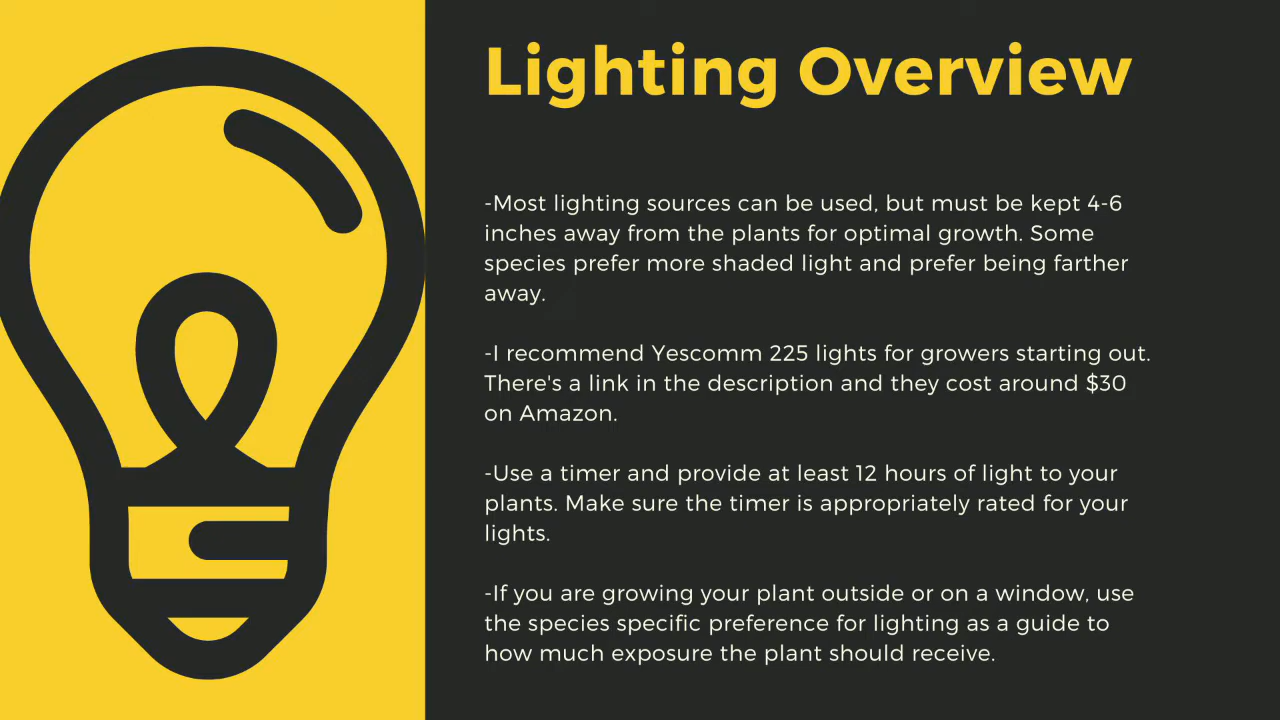 Lighting Overview
-Most lighting sources can be used, but must be kept 4-6
inches away from the plants for optimal growth. Some
species prefer more shaded light and prefer being farther
away.
-I recommend Yescomm 225 lights for growers starting out.
There's a link in the description and they cost around $30
on Amazon.
-Use a timer and provide at least 12 hours of light to your
plants. Make sure the timer is appropriately rated for your
lights.
-If you are growing your plant outside or on a window, use
the species specific preference for lighting as a guide to
how much exposure the plant should receive.